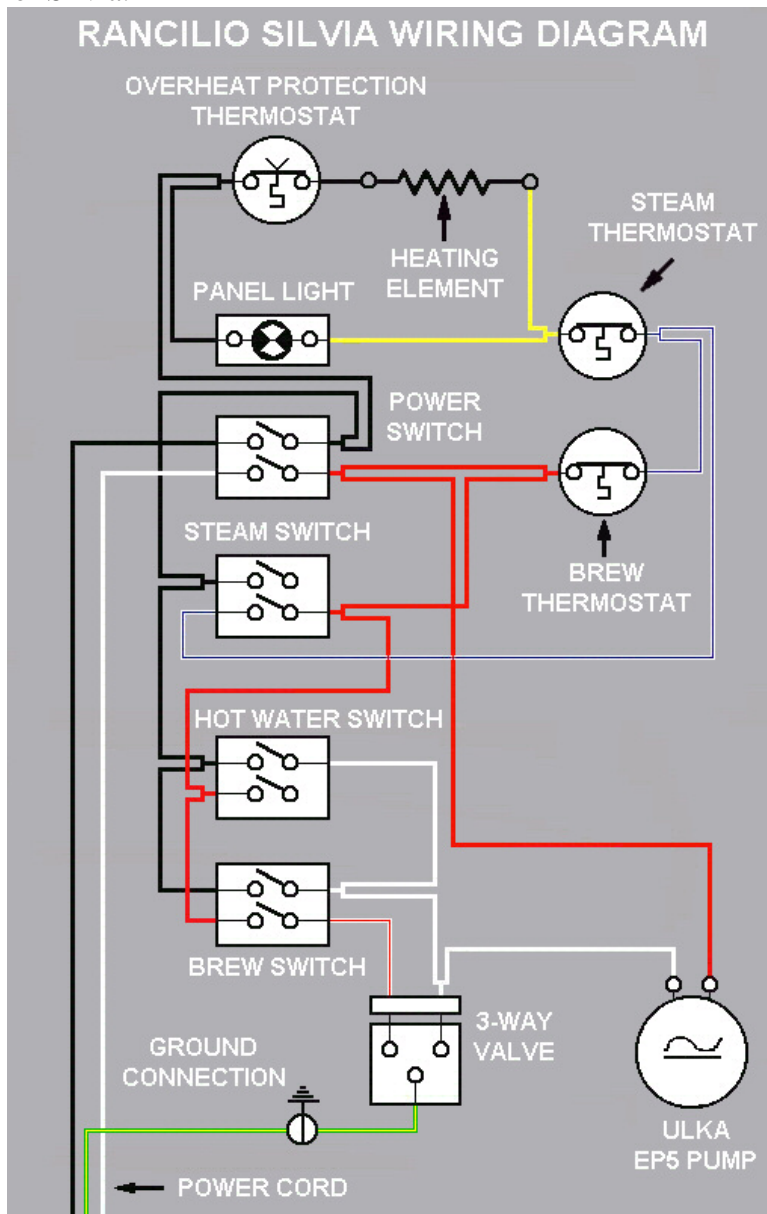 RANCILIO SILVIA WIRING DIAGRAM
OVERHEAT PROTECTION
THERMOSTAT
STEAM
THERMOSTAT
HEATING
ELEMENT
PANEL LIGHT
POWER
SWITCH
STEAM SWITCH
BREW
THERMOSTAT
HOT WATER SWITCH
BREW SWITCH
3-WAY
VALVE
GROUND
CONNECTION
ULKA
EP5 PUMP
POWER CORD